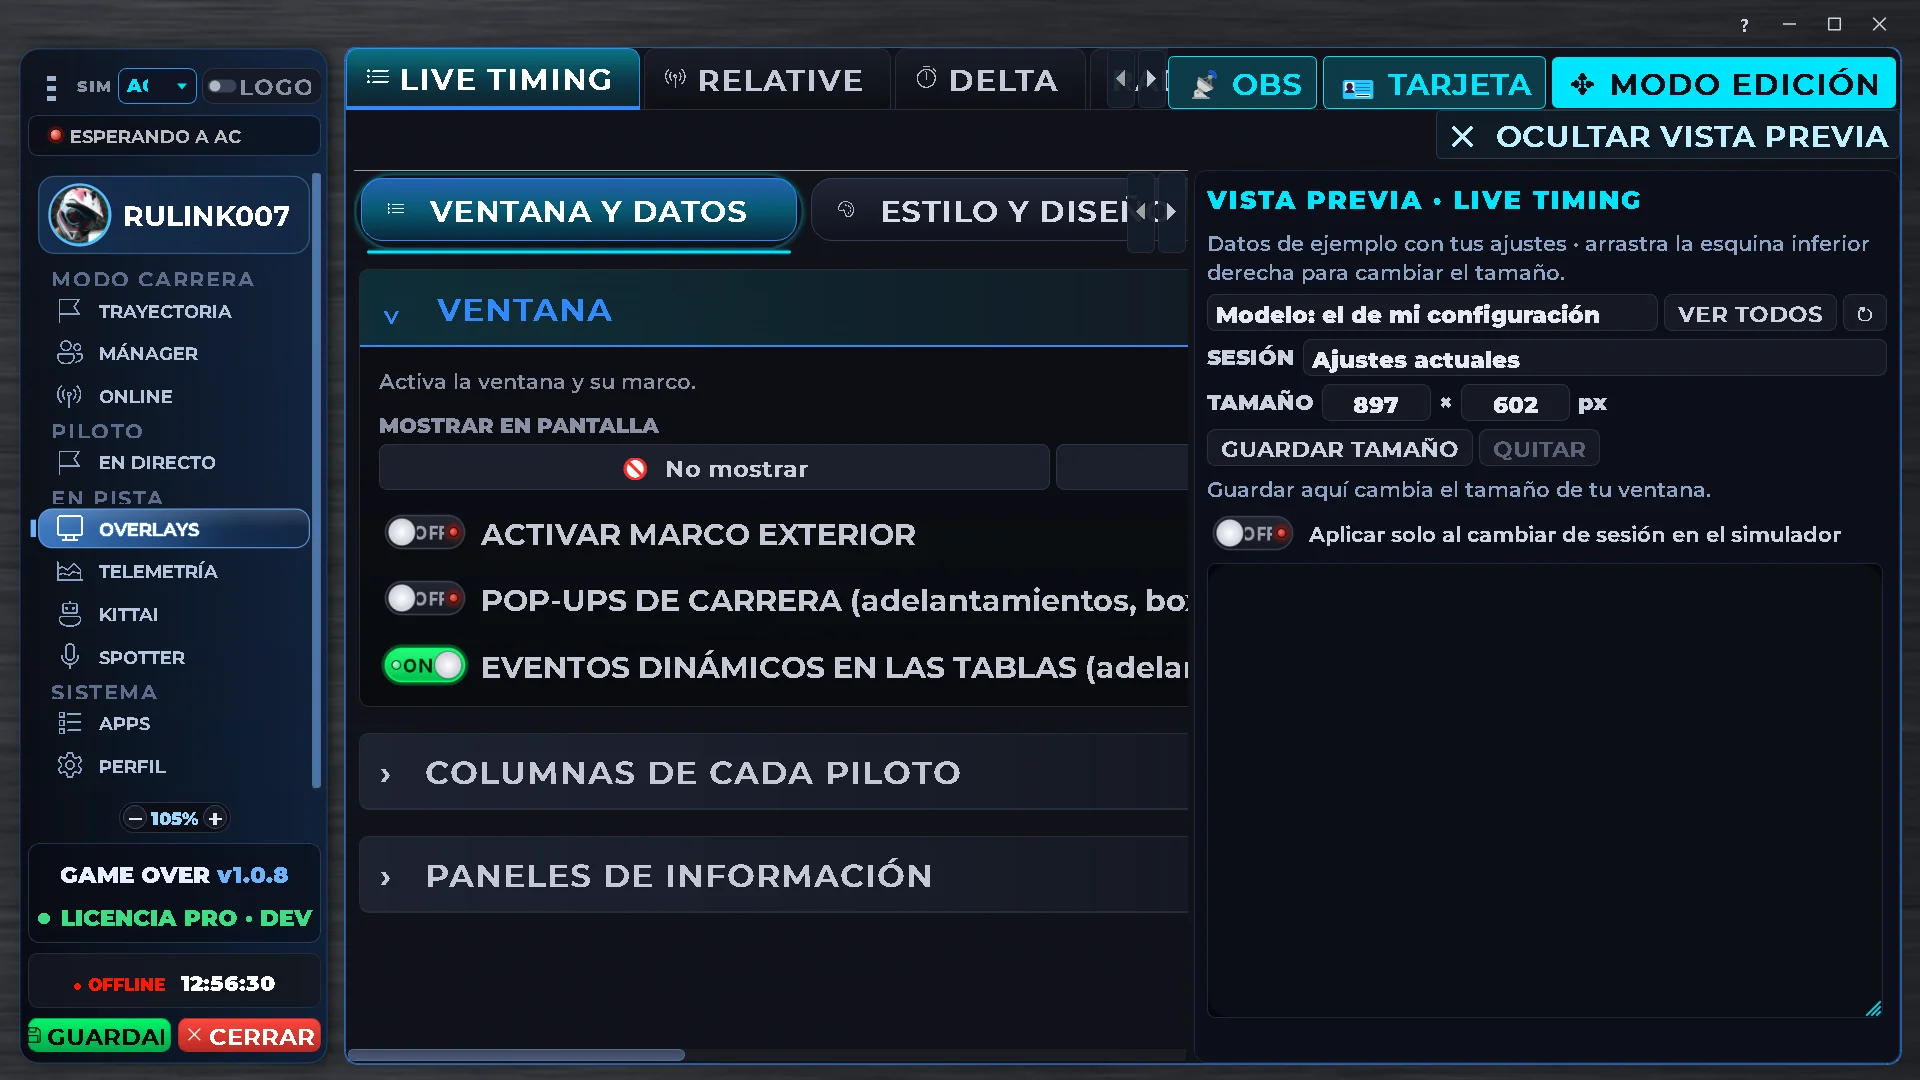 ?
SIM AC LOGO
ESPERANDO A AC
RULINK007
MODO CARRERA
TRAYECTORIA
MÁNAGER
ONLINE
PILOTO
EN DIRECTO
EN PISTA
OVERLAYS
TELEMETRÍA
KITTAI
SPOTTER
SISTEMA
APPS
PERFIL
105%
GAME OVER v1.0.8
LICENCIA PRO • DEV
OFFLINE 12:56:30
GUARDAI CERRAR
LIVE TIMING RELATIVE DELTA OBS TARJETA MODO EDICIÓN
OCULTAR VISTA PREVIA
VENTANA Y DATOS ESTILO Y DISEÑO
VENTANA
Activa la ventana y su marco.
MOSTRAR EN PANTALLA
No mostrar
OFF ACTIVAR MARCO EXTERIOR
OFF POP-UPS DE CARRERA (adelantamientos, box
ON EVENTOS DINÁMICOS EN LAS TABLAS (adelan
COLUMNAS DE CADA PILOTO
PANELES DE INFORMACIÓN
VISTA PREVIA • LIVE TIMING
Datos de ejemplo con tus ajustes • arrastra la esquina inferior
derecha para cambiar el tamaño.
Modelo: el de mi configuración VER TODOS ↻
SESIÓN Ajustes actuales
TAMAÑO 897 × 602 px
GUARDAR TAMAÑO QUITAR
Guardar aquí cambia el tamaño de tu ventana.
OFF Aplicar solo al cambiar de sesión en el simulador